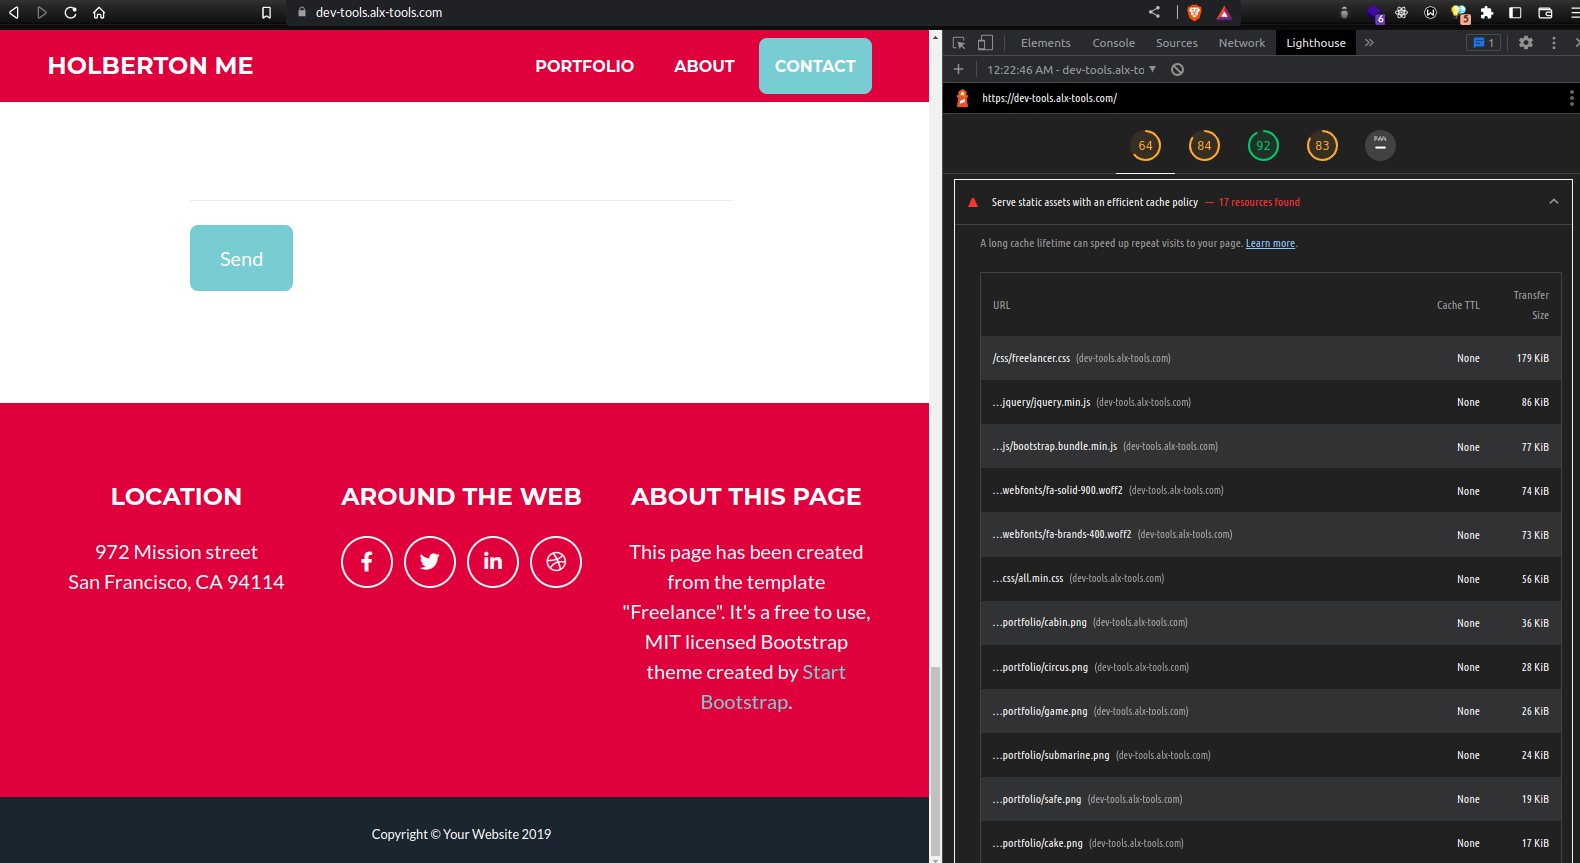 dev-tools.alx-tools.com
6
5
HOLBERTON ME
PORTFOLIO
ABOUT
CONTACT
Send
LOCATION
972 Mission street
San Francisco, CA 94114
AROUND THE WEB
ABOUT THIS PAGE
This page has been created
from the template
"Freelance". It's a free to use,
MIT licensed Bootstrap
theme created by Start
Bootstrap.
Copyright © Your Website 2019
Elements Console Sources Network Lighthouse » 1
12:22:46 AM - dev-tools.alx-to
https://dev-tools.alx-tools.com/
64 84 92 83 PWA
Serve static assets with an efficient cache policy — 17 resources found
A long cache lifetime can speed up repeat visits to your page. Learn more.
URL Cache TTL Transfer
Size
/css/freelancer.css (dev-tools.alx-tools.com) None 179 KiB
…jquery/jquery.min.js (dev-tools.alx-tools.com) None 86 KiB
…js/bootstrap.bundle.min.js (dev-tools.alx-tools.com) None 77 KiB
…webfonts/fa-solid-900.woff2 (dev-tools.alx-tools.com) None 74 KiB
…webfonts/fa-brands-400.woff2 (dev-tools.alx-tools.com) None 73 KiB
…css/all.min.css (dev-tools.alx-tools.com) None 56 KiB
…portfolio/cabin.png (dev-tools.alx-tools.com) None 36 KiB
…portfolio/circus.png (dev-tools.alx-tools.com) None 28 KiB
…portfolio/game.png (dev-tools.alx-tools.com) None 26 KiB
…portfolio/submarine.png (dev-tools.alx-tools.com) None 24 KiB
…portfolio/safe.png (dev-tools.alx-tools.com) None 19 KiB
…portfolio/cake.png (dev-tools.alx-tools.com) None 17 KiB